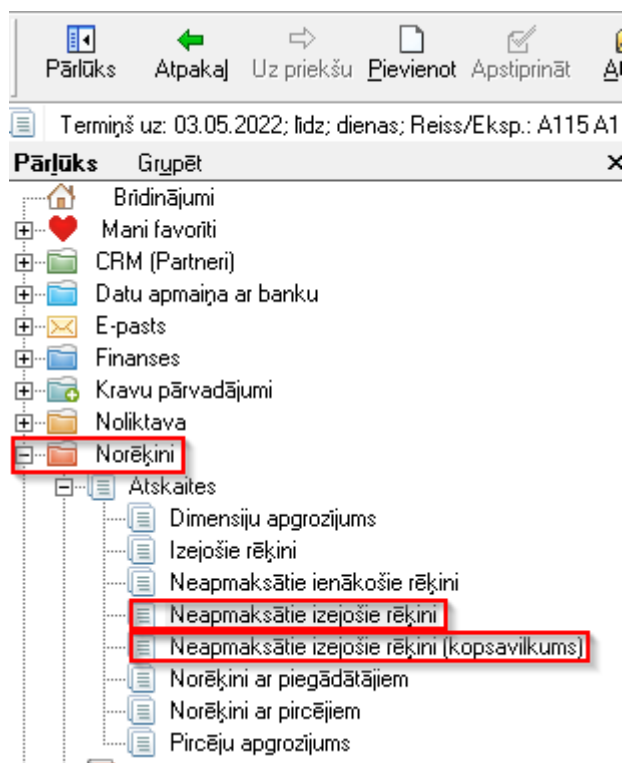 Pārlūks Atpakaļ Uz priekšu Pievienot Apstiprināt
Termiņš uz: 03.05.2022; līdz; dienas; Reiss/Eksp.: A115 A1
Pārlūks Grupēt
Brīdinājumi
Mani favorīti
CRM (Partneri)
Datu apmaiņa ar banku
E-pasts
Finanses
Kravu pārvadājumi
Noliktava
Norēķini
Atskaites
Dimensiju apgrozījums
Izejošie rēķini
Neapmaksātie ienākošie rēķini
Neapmaksātie izejošie rēķini
Neapmaksātie izejošie rēķini (kopsavilkums)
Norēķini ar piegādātājiem
Norēķini ar pircējiem
Pircēju apgrozījums